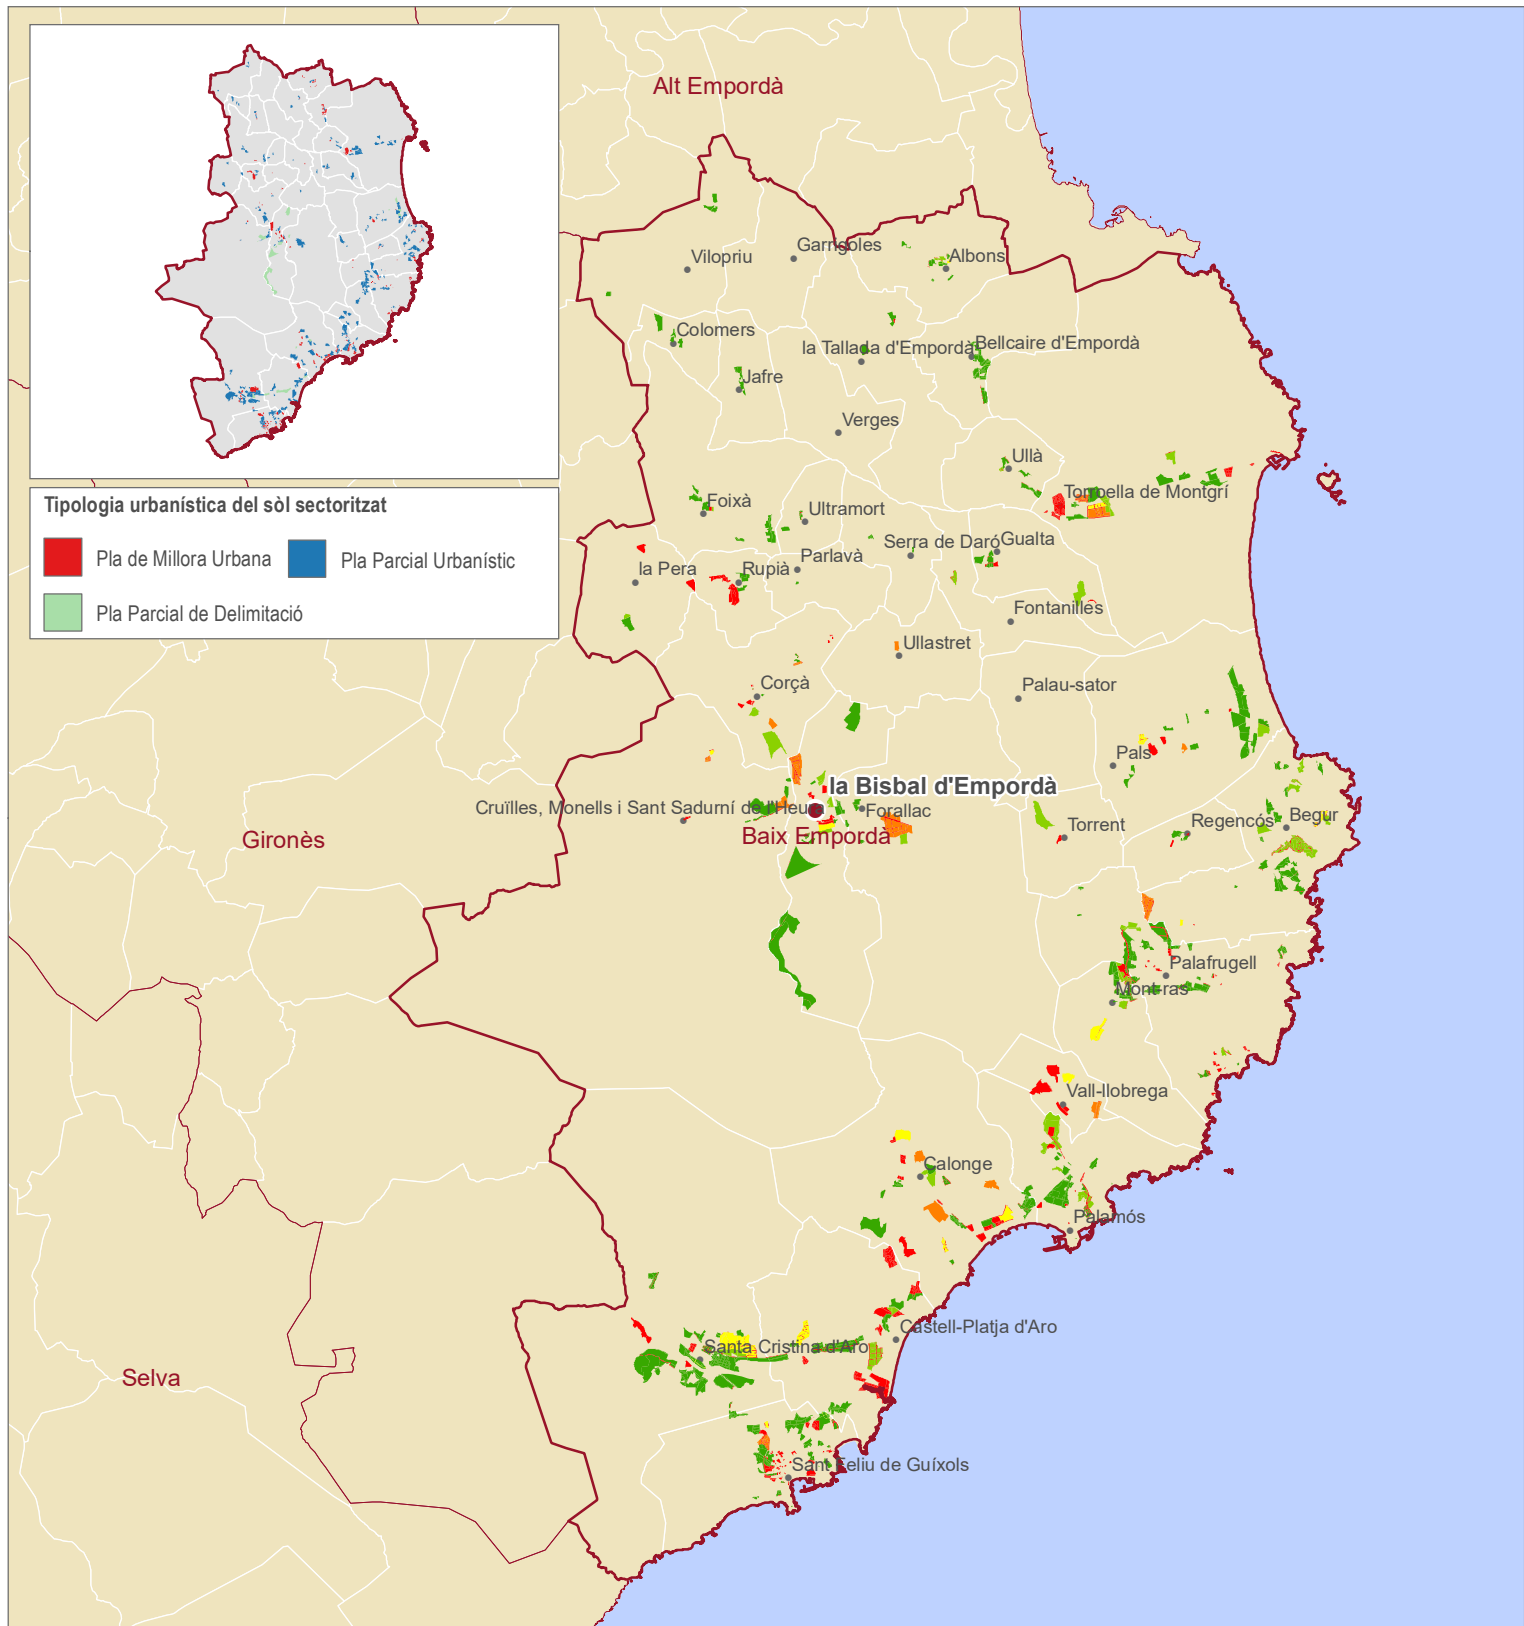 Alt Empordà
Vilopriu
Garrigoles
Albons
Colomers
la Tallada d'Empordà
Bellcaire d'Empordà
Jafre
Verges
Ullà
Tipologia urbanística del sòl sectoritzat
Pla de Millora Urbana
Pla Parcial Urbanístic
Pla Parcial de Delimitació
Foixà
Ultramort
Torroella de Montgrí
Serra de Daró
Gualta
la Pera
Rupià
Parlavà
Fontanilles
Ullastret
Corçà
Palau-sator
Pals
la Bisbal d'Empordà
Cruïlles, Monells i Sant Sadurní de l'Heura
Forallac
Baix Empordà
Torrent
Regencós
Begur
Gironès
Palafrugell
Mont-ras
Vall-llobrega
Calonge
Palamós
Castell-Platja d'Aro
Santa Cristina d'Aro
Selva
Sant Feliu de Guíxols